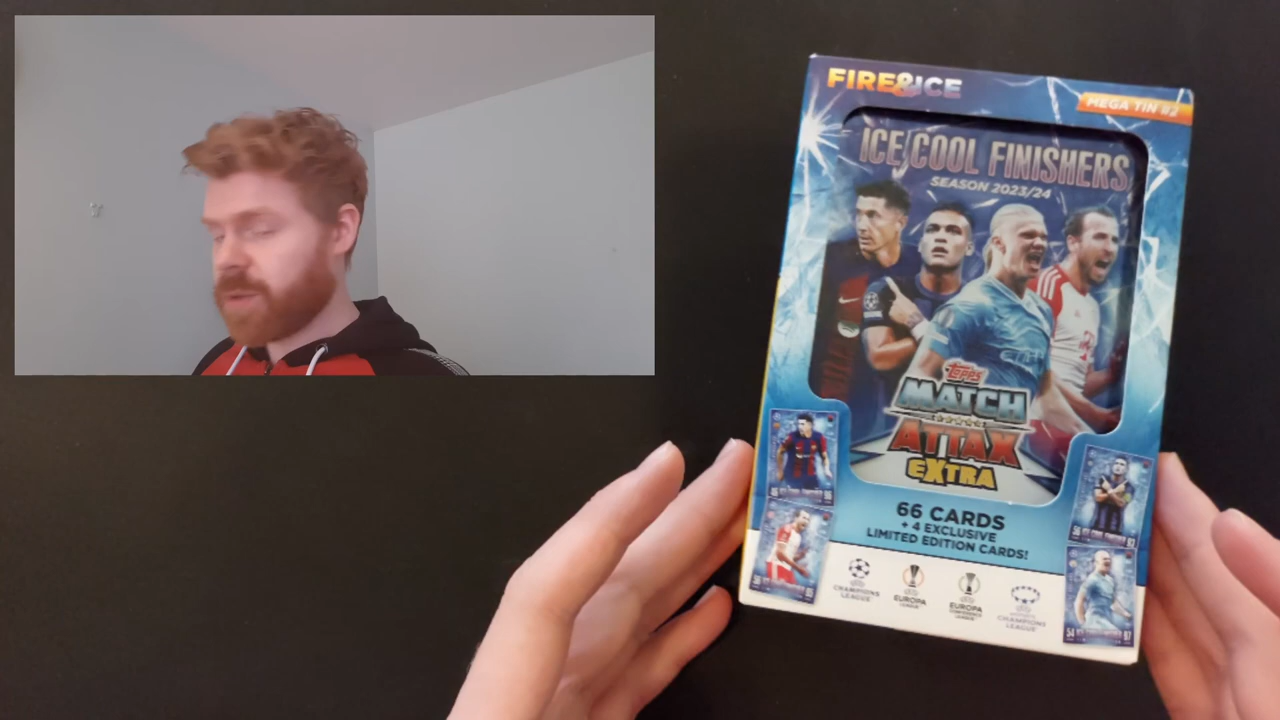 FIRE&ICE
MEGA TIN #2
ICE COOL FINISHERS
SEASON 2023/24
TOPPS
MATCH
ATTAX
EXTRA
66 CARDS
+ 4 EXCLUSIVE
LIMITED EDITION CARDS!
CHAMPIONS
LEAGUE
EUROPA
LEAGUE
EUROPA
CONFERENCE
LEAGUE
CHAMPIONS
LEAGUE